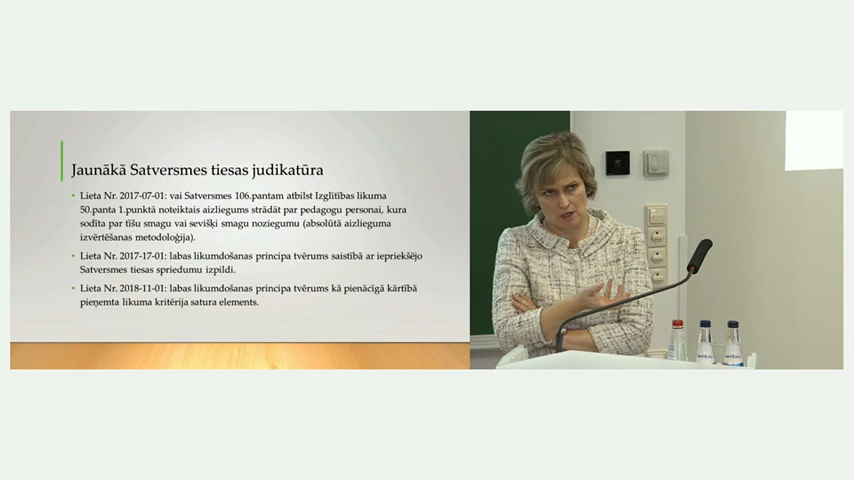 Jaunākā Satversmes tiesas judikatūra
• Lieta Nr. 2017-07-01: vai Satversmes 106.pantam atbilst Izglītības likuma
50.panta 1.punktā noteiktais aizliegums strādāt par pedagogu personai, kura
sodīta par tīšu smagu vai sevišķi smagu noziegumu (absolūtā aizlieguma
izvērtēšanas metodoloģija).
• Lieta Nr. 2017-17-01: labas likumdošanas principa tvērums saistībā ar iepriekšējo
Satversmes tiesas spriedumu izpildi.
• Lieta Nr. 2018-11-01: labas likumdošanas principa tvērums kā pienācīgā kārtībā
pieņemta likuma kritērija satura elements.